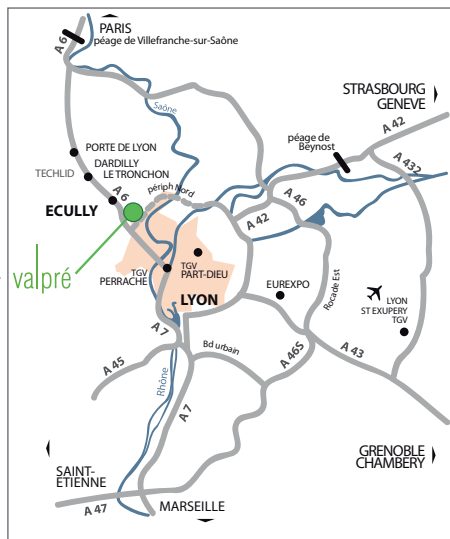 PARIS
péage de Villefranche-sur-Saône
A 6
Saône
STRASBOURG
GENEVE
A 42
péage de
Beynost
A 432
PORTE DE LYON
DARDILLY
LE TRONCHON
TECHLID
A 6
périph Nord
A 46
A 42
ECULLY
valpré
TGV
PART-DIEU
TGV
PERRACHE
LYON
EUREXPO
Rocade Est
LYON
ST EXUPERY
TGV
A 7
A 45
Bd urbain
A 46S
A 43
Rhône
A 7
GRENOBLE
CHAMBERY
SAINT-
ETIENNE
A 47
MARSEILLE